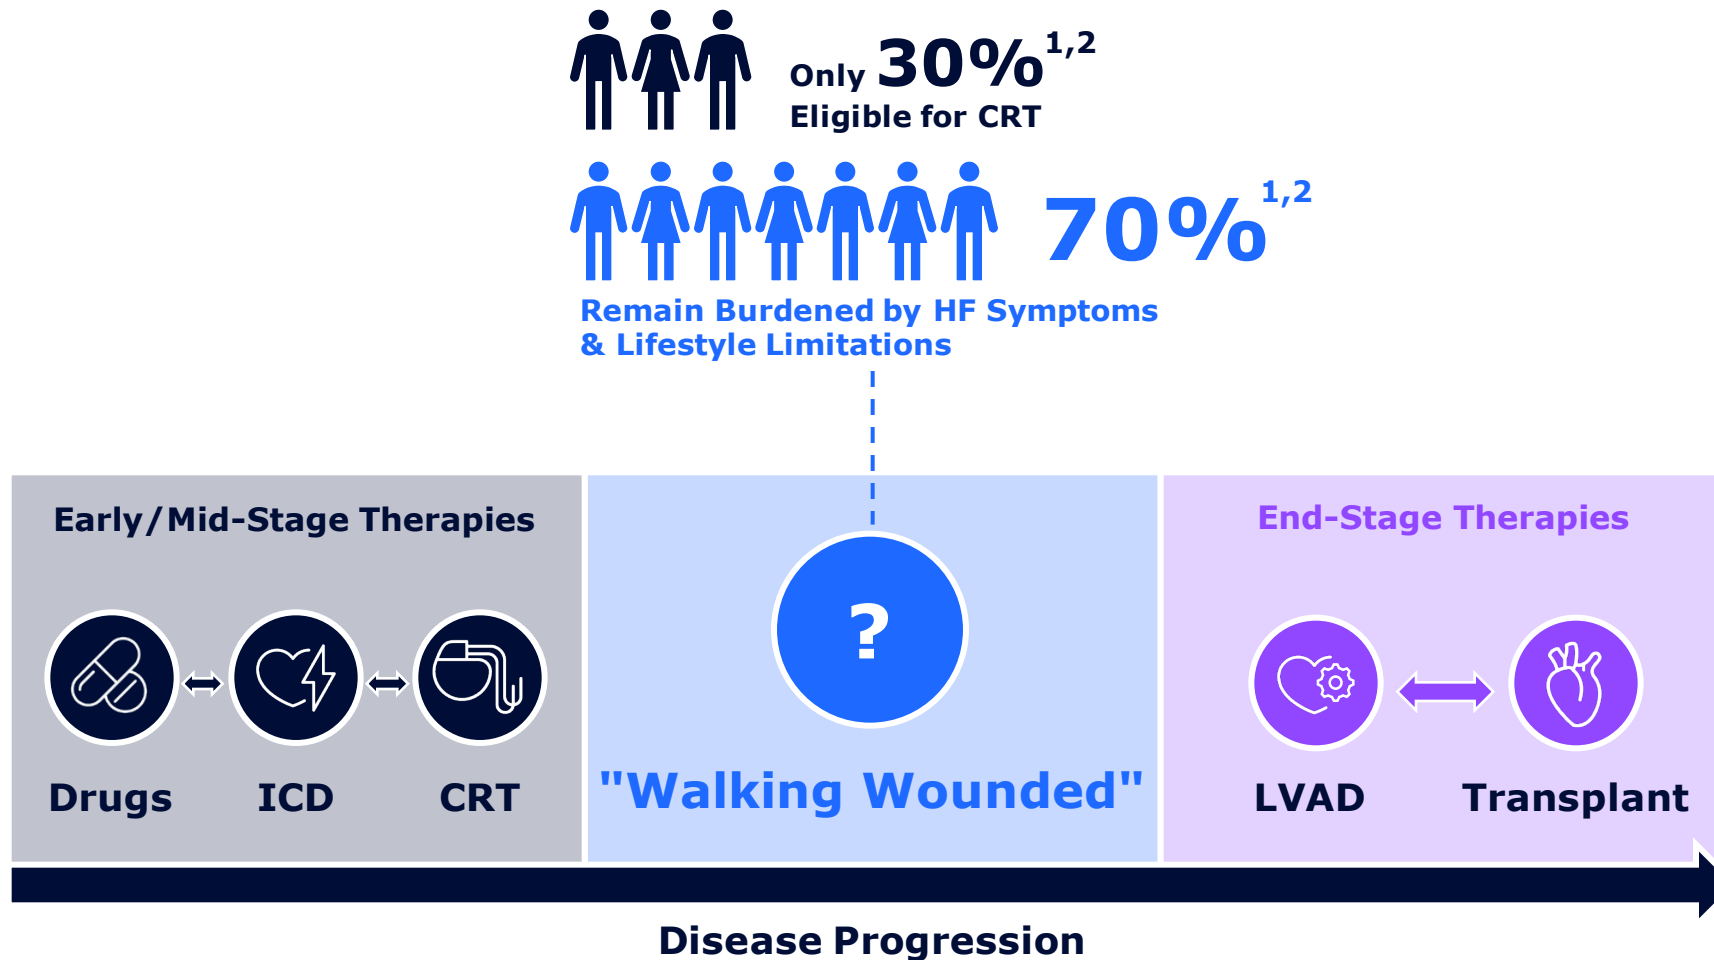 Only 30%1,2
Eligible for CRT
70%1,2
Remain Burdened by HF Symptoms
& Lifestyle Limitations
Early/Mid-Stage Therapies
End-Stage Therapies
?
Drugs
ICD
CRT
"Walking Wounded"
LVAD
Transplant
Disease Progression